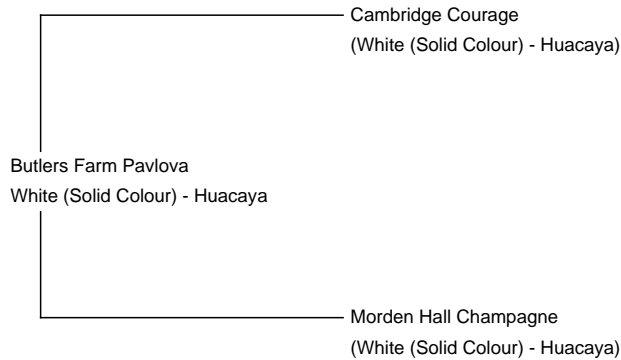 Cambridge Courage
(White (Solid Colour) - Huacaya)
Butlers Farm Pavlova
White (Solid Colour) - Huacaya
Morden Hall Champagne
(White (Solid Colour) - Huacaya)